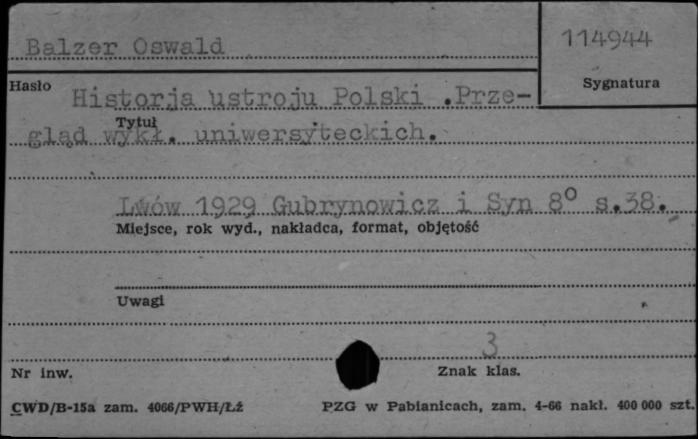 Balzer Oswald
114944
Hasło
Sygnatura
Historja ustroju Polski .Prze-
Tytuł
gląd wykł. uniwersyteckich.
Lwów 1929 Gubrynowicz i Syn 8° s.38.
Miejsce, rok wyd., nakładca, format, objętość
Uwagi
3
Nr inw.
Znak klas.
CWD/B-15a zam. 4066/PWH/Łź
PZG w Pabianicach, zam. 4-66 nakł. 400 000 szt.